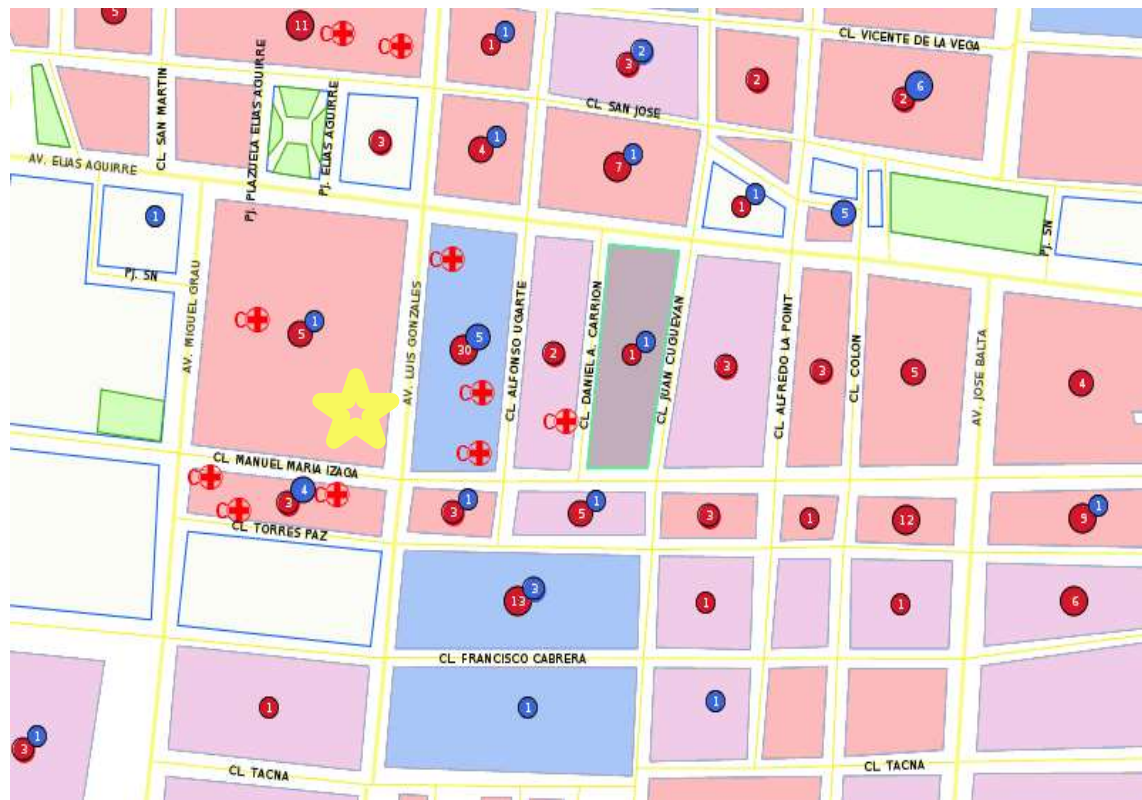 5
11
1
1
3
2
2
CL. VICENTE DE LA VEGA
2
6
CL. SAN JOSE
CL. SAN MARTIN
PJ. PLAZUELA ELIAS AGUIRRE
PJ. ELIAS AGUIRRE
3
4
1
7
1
AV. ELIAS AGUIRRE
1
1
1
5
PJ. SN
PJ. SN
AV. MIGUEL GRAU
C
C
C
5
1
AV. LUIS GONZALES
C
30
5
C
C
CL. ALFONSO UGARTE
2
C
CL. DANIEL A. CARRION
1
1
CL. JUAN CUGUEVAN
3
CL. ALFREDO LA POINT
3
CL. COLON
5
AV. JOSE BALTA
4
CL. MANUEL MARIA IZAGA
C
C
C
3
4
3
1
5
1
3
1
12
9
1
CL. TORRES PAZ
13
3
1
1
6
CL. FRANCISCO CABRERA
1
1
1
3
1
CL. TACNA
CL. TACNA